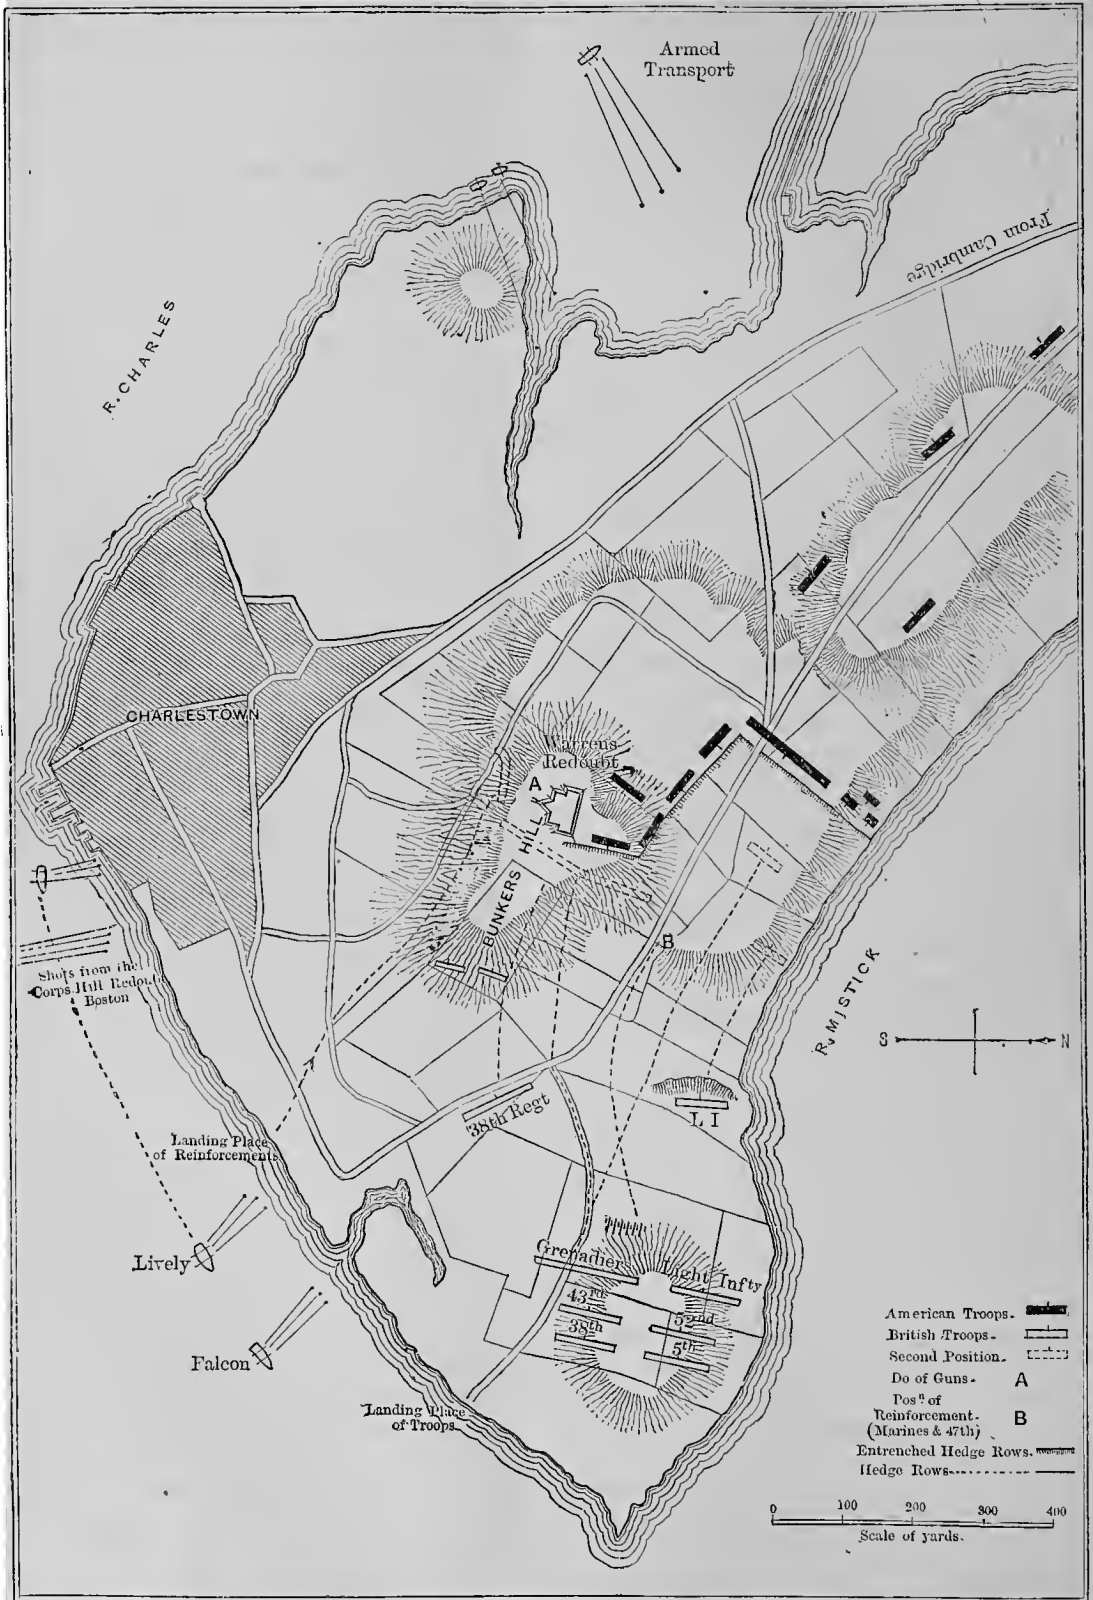 Armed
Transport
From Cambridge
R. CHARLES
CHARLESTOWN
Warrens
Redoubt
A
BUNKERS HILL
B
R. MISTICK
S
N
Shots from the
Corps Hill Redoubt
Boston
Landing Place
of Reinforcements
38th Regt
L I
Lively
Falcon
Grenadiers
Light Infty
43rd
52nd
38th
5th
Landing Place
of Troops
American Troops.
British Troops.
Second Position.
Do of Guns. A
Posn of
Reinforcement. B
(Marines & 47th)
Entrenched Hedge Rows.
Hedge Rows
0 100 200 300 400
Scale of yards.